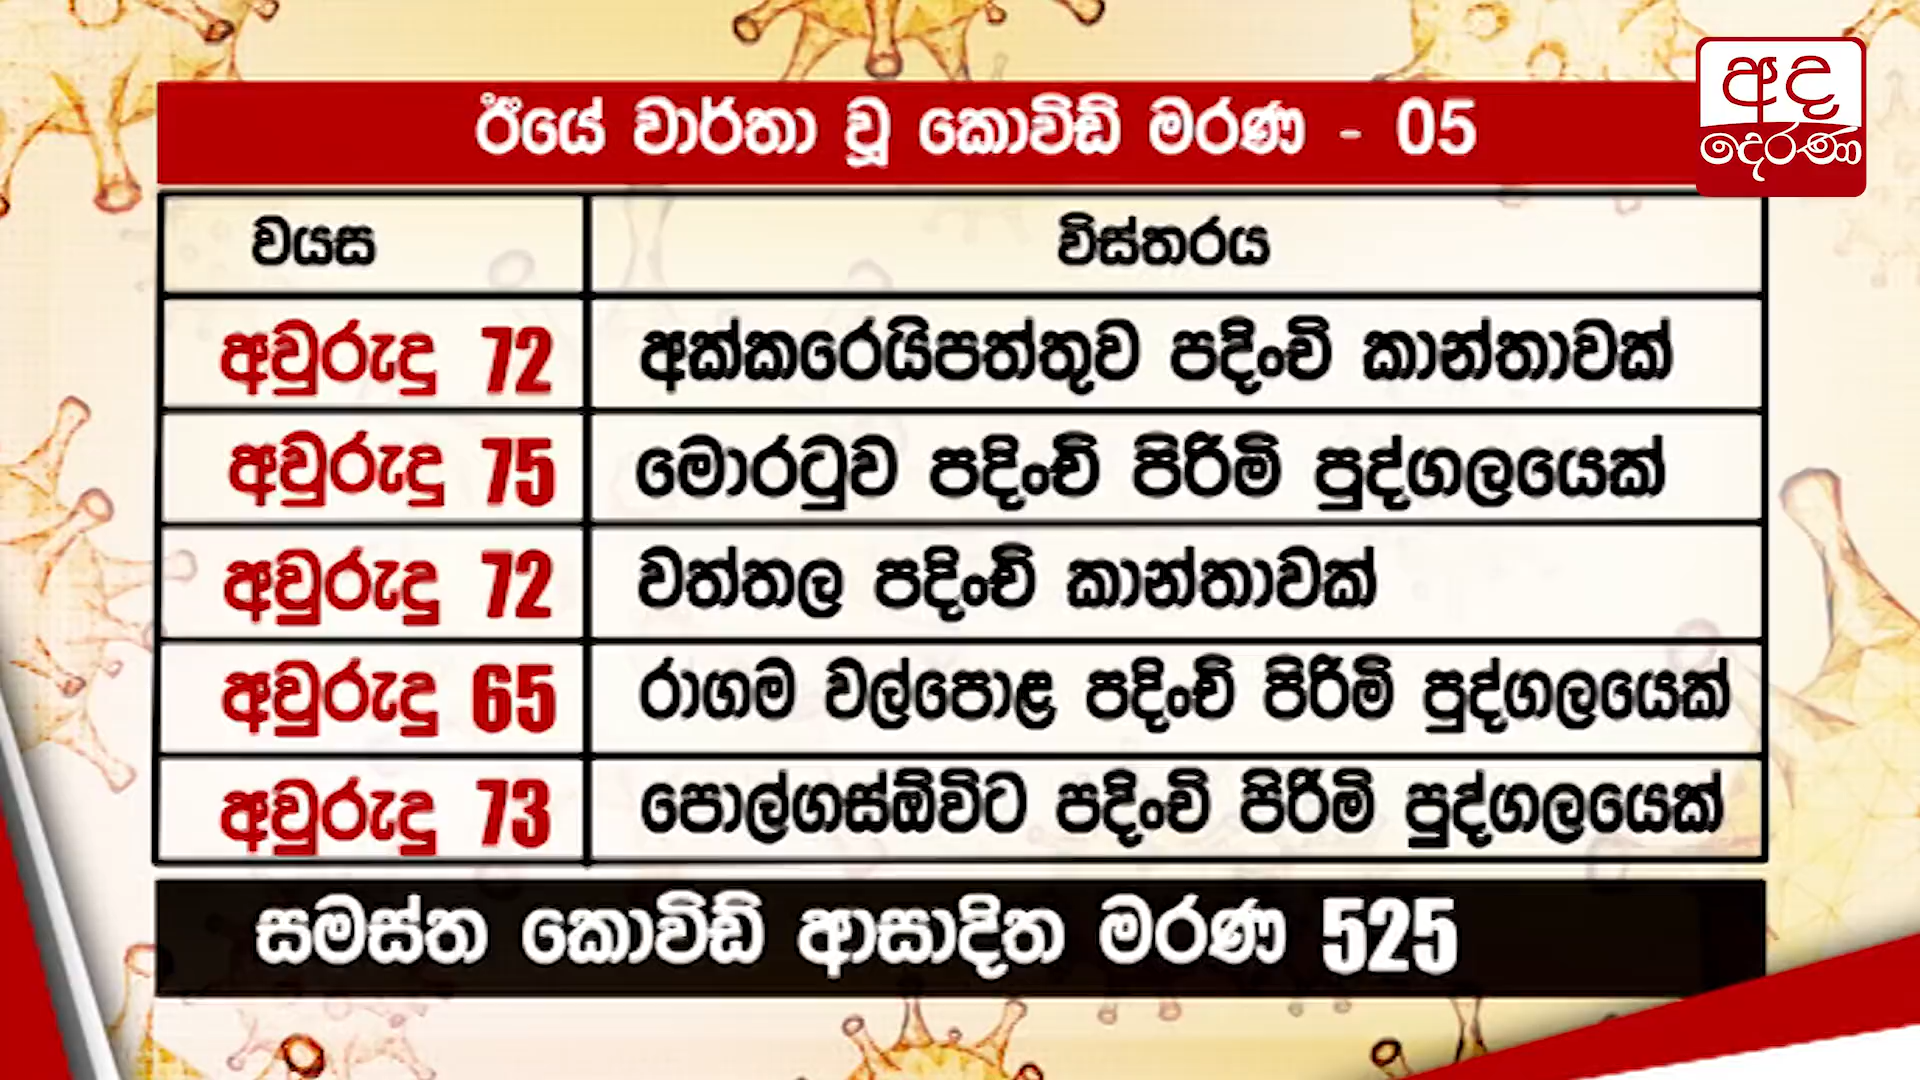 අද
දෙරණ
ඊයේ වාර්තා වූ කොවිඩ් මරණ - 05
වයස විස්තරය
අවුරුදු 72 අක්කරෙයිපත්තුව පදිංචි කාන්තාවක්
අවුරුදු 75 මොරටුව පදිංචි පිරිමි පුද්ගලයෙක්
අවුරුදු 72 වත්තල පදිංචි කාන්තාවක්
අවුරුදු 65 රාගම වල්පොළ පදිංචි පිරිමි පුද්ගලයෙක්
අවුරුදු 73 පොල්ගස්ඕවිට පදිංචි පිරිමි පුද්ගලයෙක්
සමස්ත කොවිඩ් ආසාදිත මරණ 525